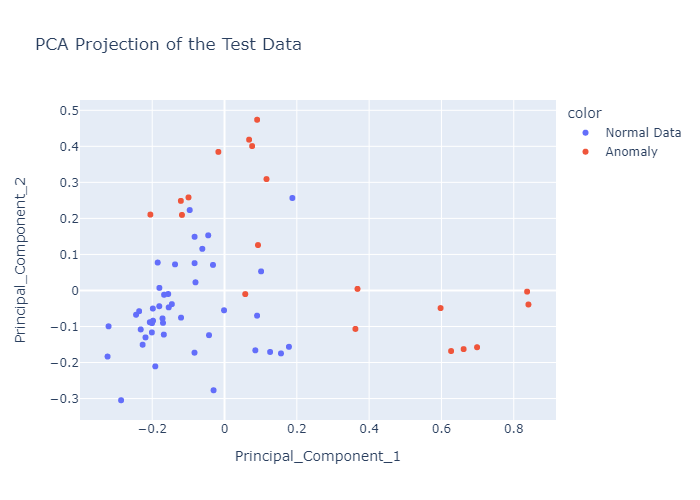 PCA Projection of the Test Data
color
Normal Data
Anomaly
Principal_Component_2
0.5
0.4
0.3
0.2
0.1
0
−0.1
−0.2
−0.3
−0.2
0
0.2
0.4
0.6
0.8
Principal_Component_1